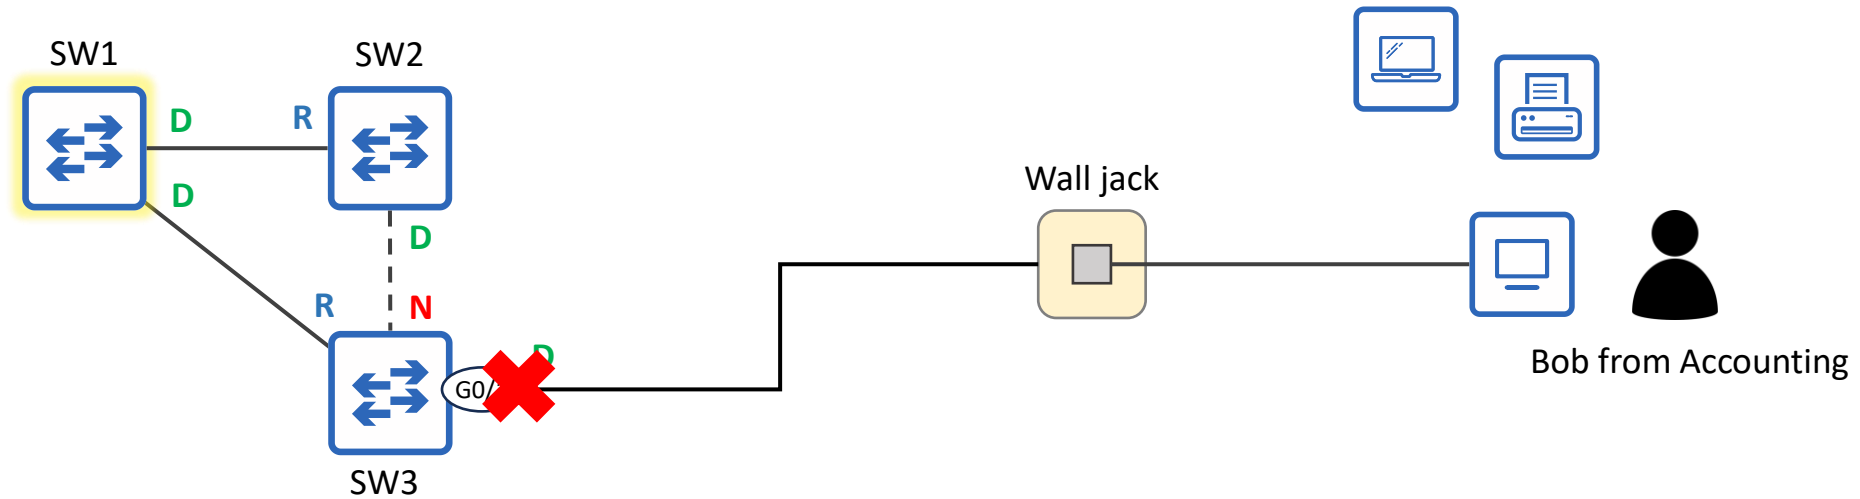 SW1
SW2
D
R
D
D
R
N
D
G0/
SW3
Wall jack
Bob from Accounting